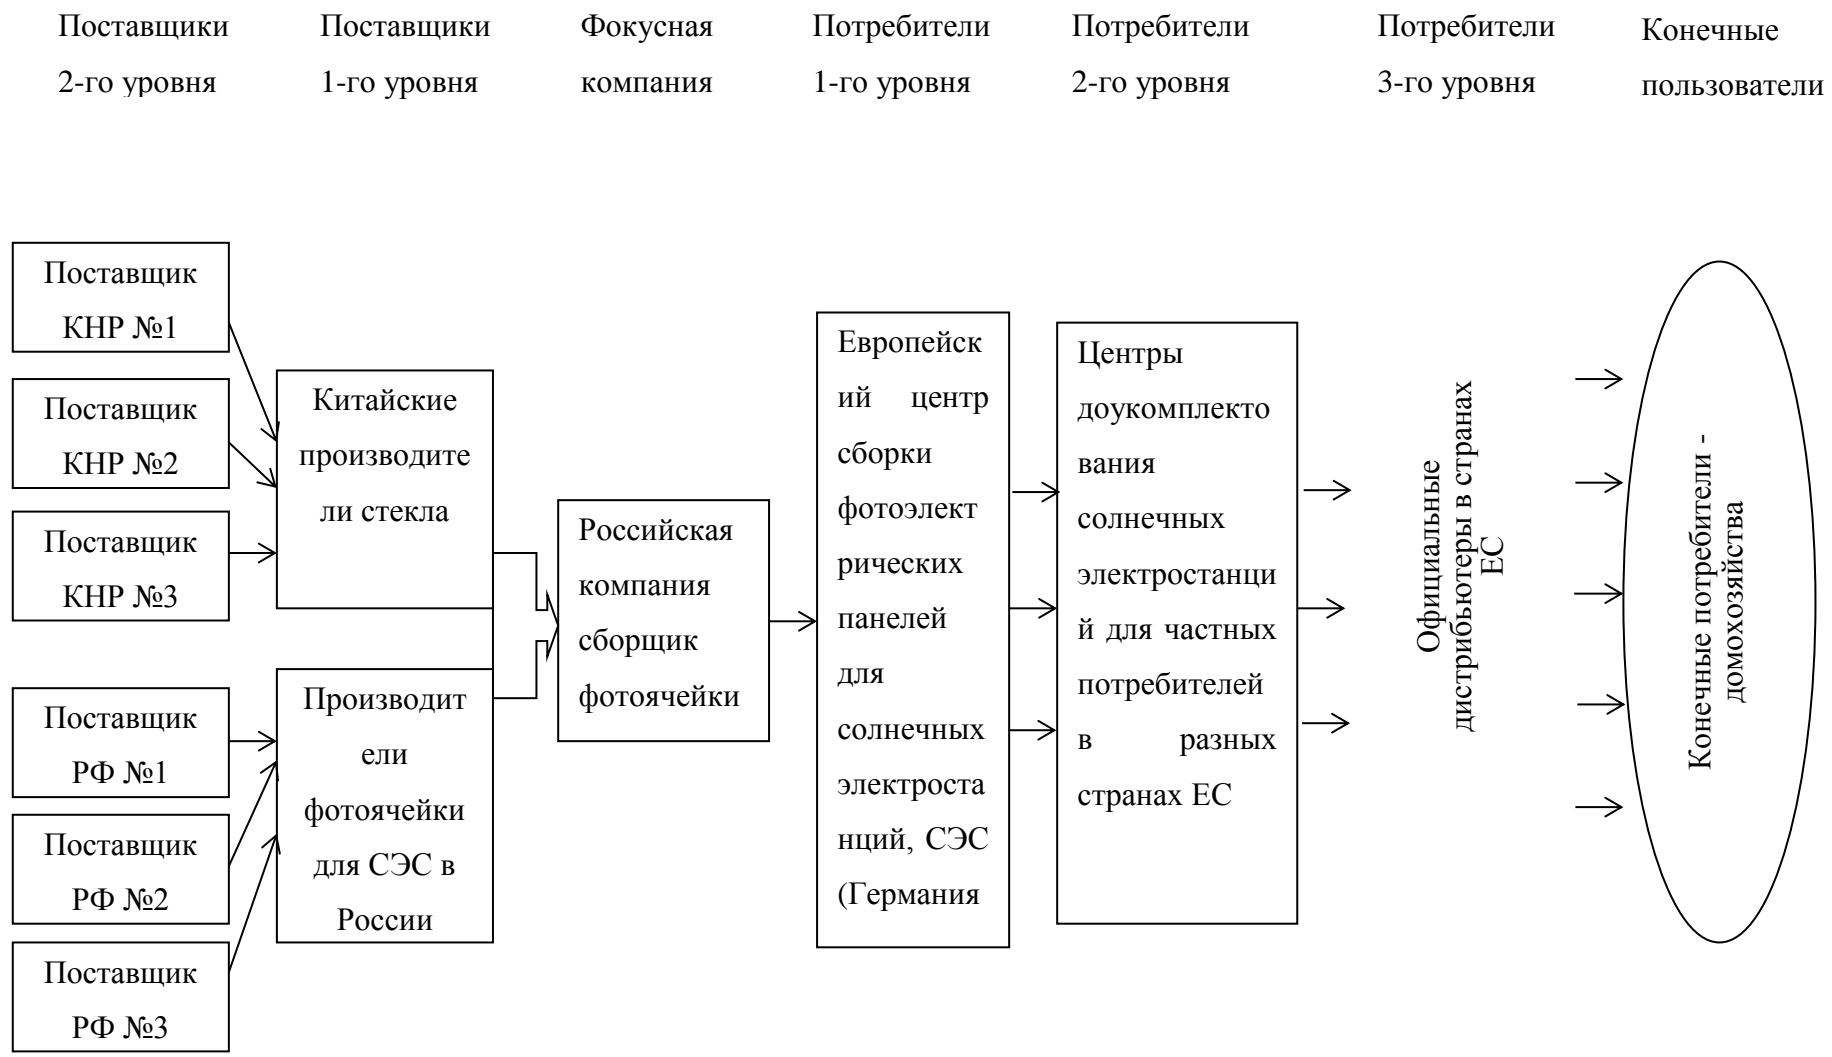 Поставщики
2-го уровня
Поставщики
1-го уровня
Фокусная
компания
Потребители
1-го уровня
Потребители
2-го уровня
Потребители
3-го уровня
Конечные
пользователи
Поставщик
КНР №1
Поставщик
КНР №2
Поставщик
КНР №3
Поставщик
РФ №1
Поставщик
РФ №2
Поставщик
РФ №3
Китайские
производите
ли стекла
Производит
ели
фотоячейки
для СЭС в
России
Российская
компания
сборщик
фотоячейки
Европейск
ий центр
сборки
фотоэлект
рических
панелей
для
солнечных
электроста
нций, СЭС
(Германия
Центры
доукомплекто
вания
солнечных
электростанци
й для частных
потребителей
в разных
странах ЕС
Официальные
дистрибьютеры в странах
ЕС
Конечные потребители -
домохозяйства